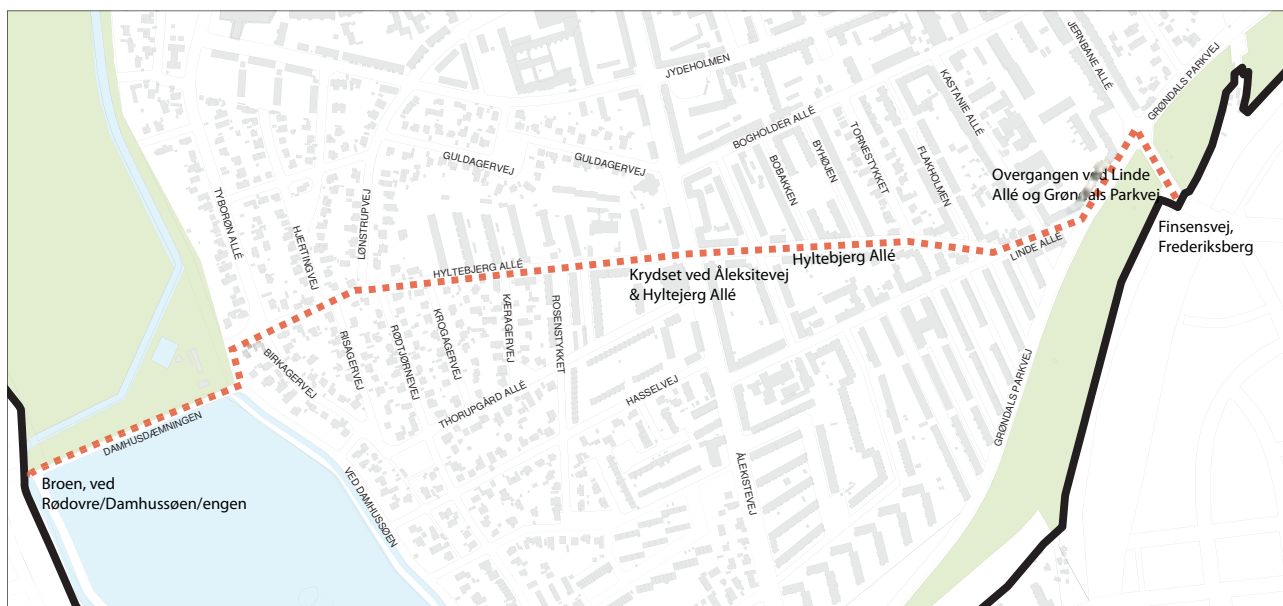 JYDEHOLMEN
JERNBANE ALLÉ
GRØNDALS PARKVEJ
KASTANIE ALLÉ
BOGHOLDER ALLÉ
GULDAGERVEJ
GULDAGERVEJ
BOBAKKEN
BYHØJEN
TORNESTYKKET
FLAKHOLMEN
Overgangen ved Linde
Allé og Grøndals Parkvej
TYBORØN ALLÉ
HJERTINGVEJ
LØNSTRUPVEJ
HYLTEBJERG ALLÉ
Krydset ved Åleksitevej
& Hyltejerg Allé
Hyltebjerg Allé
LINDE ALLÉ
Finsensvej,
Frederiksberg
BIRKAGERVEJ
RISAGERVEJ
RØDTJØRNEVEJ
KROGAGERVEJ
KÆRAGERVEJ
ROSENSTYKKET
THORUPGÅRD ALLÉ
HASSELVEJ
GRØNDALS PARKVEJ
DAMHUSDÆMNINGEN
Broen, ved
Rødovre/Damhussøen/engen
VED DAMHUSSØEN
ÅLEKISTEVEJ